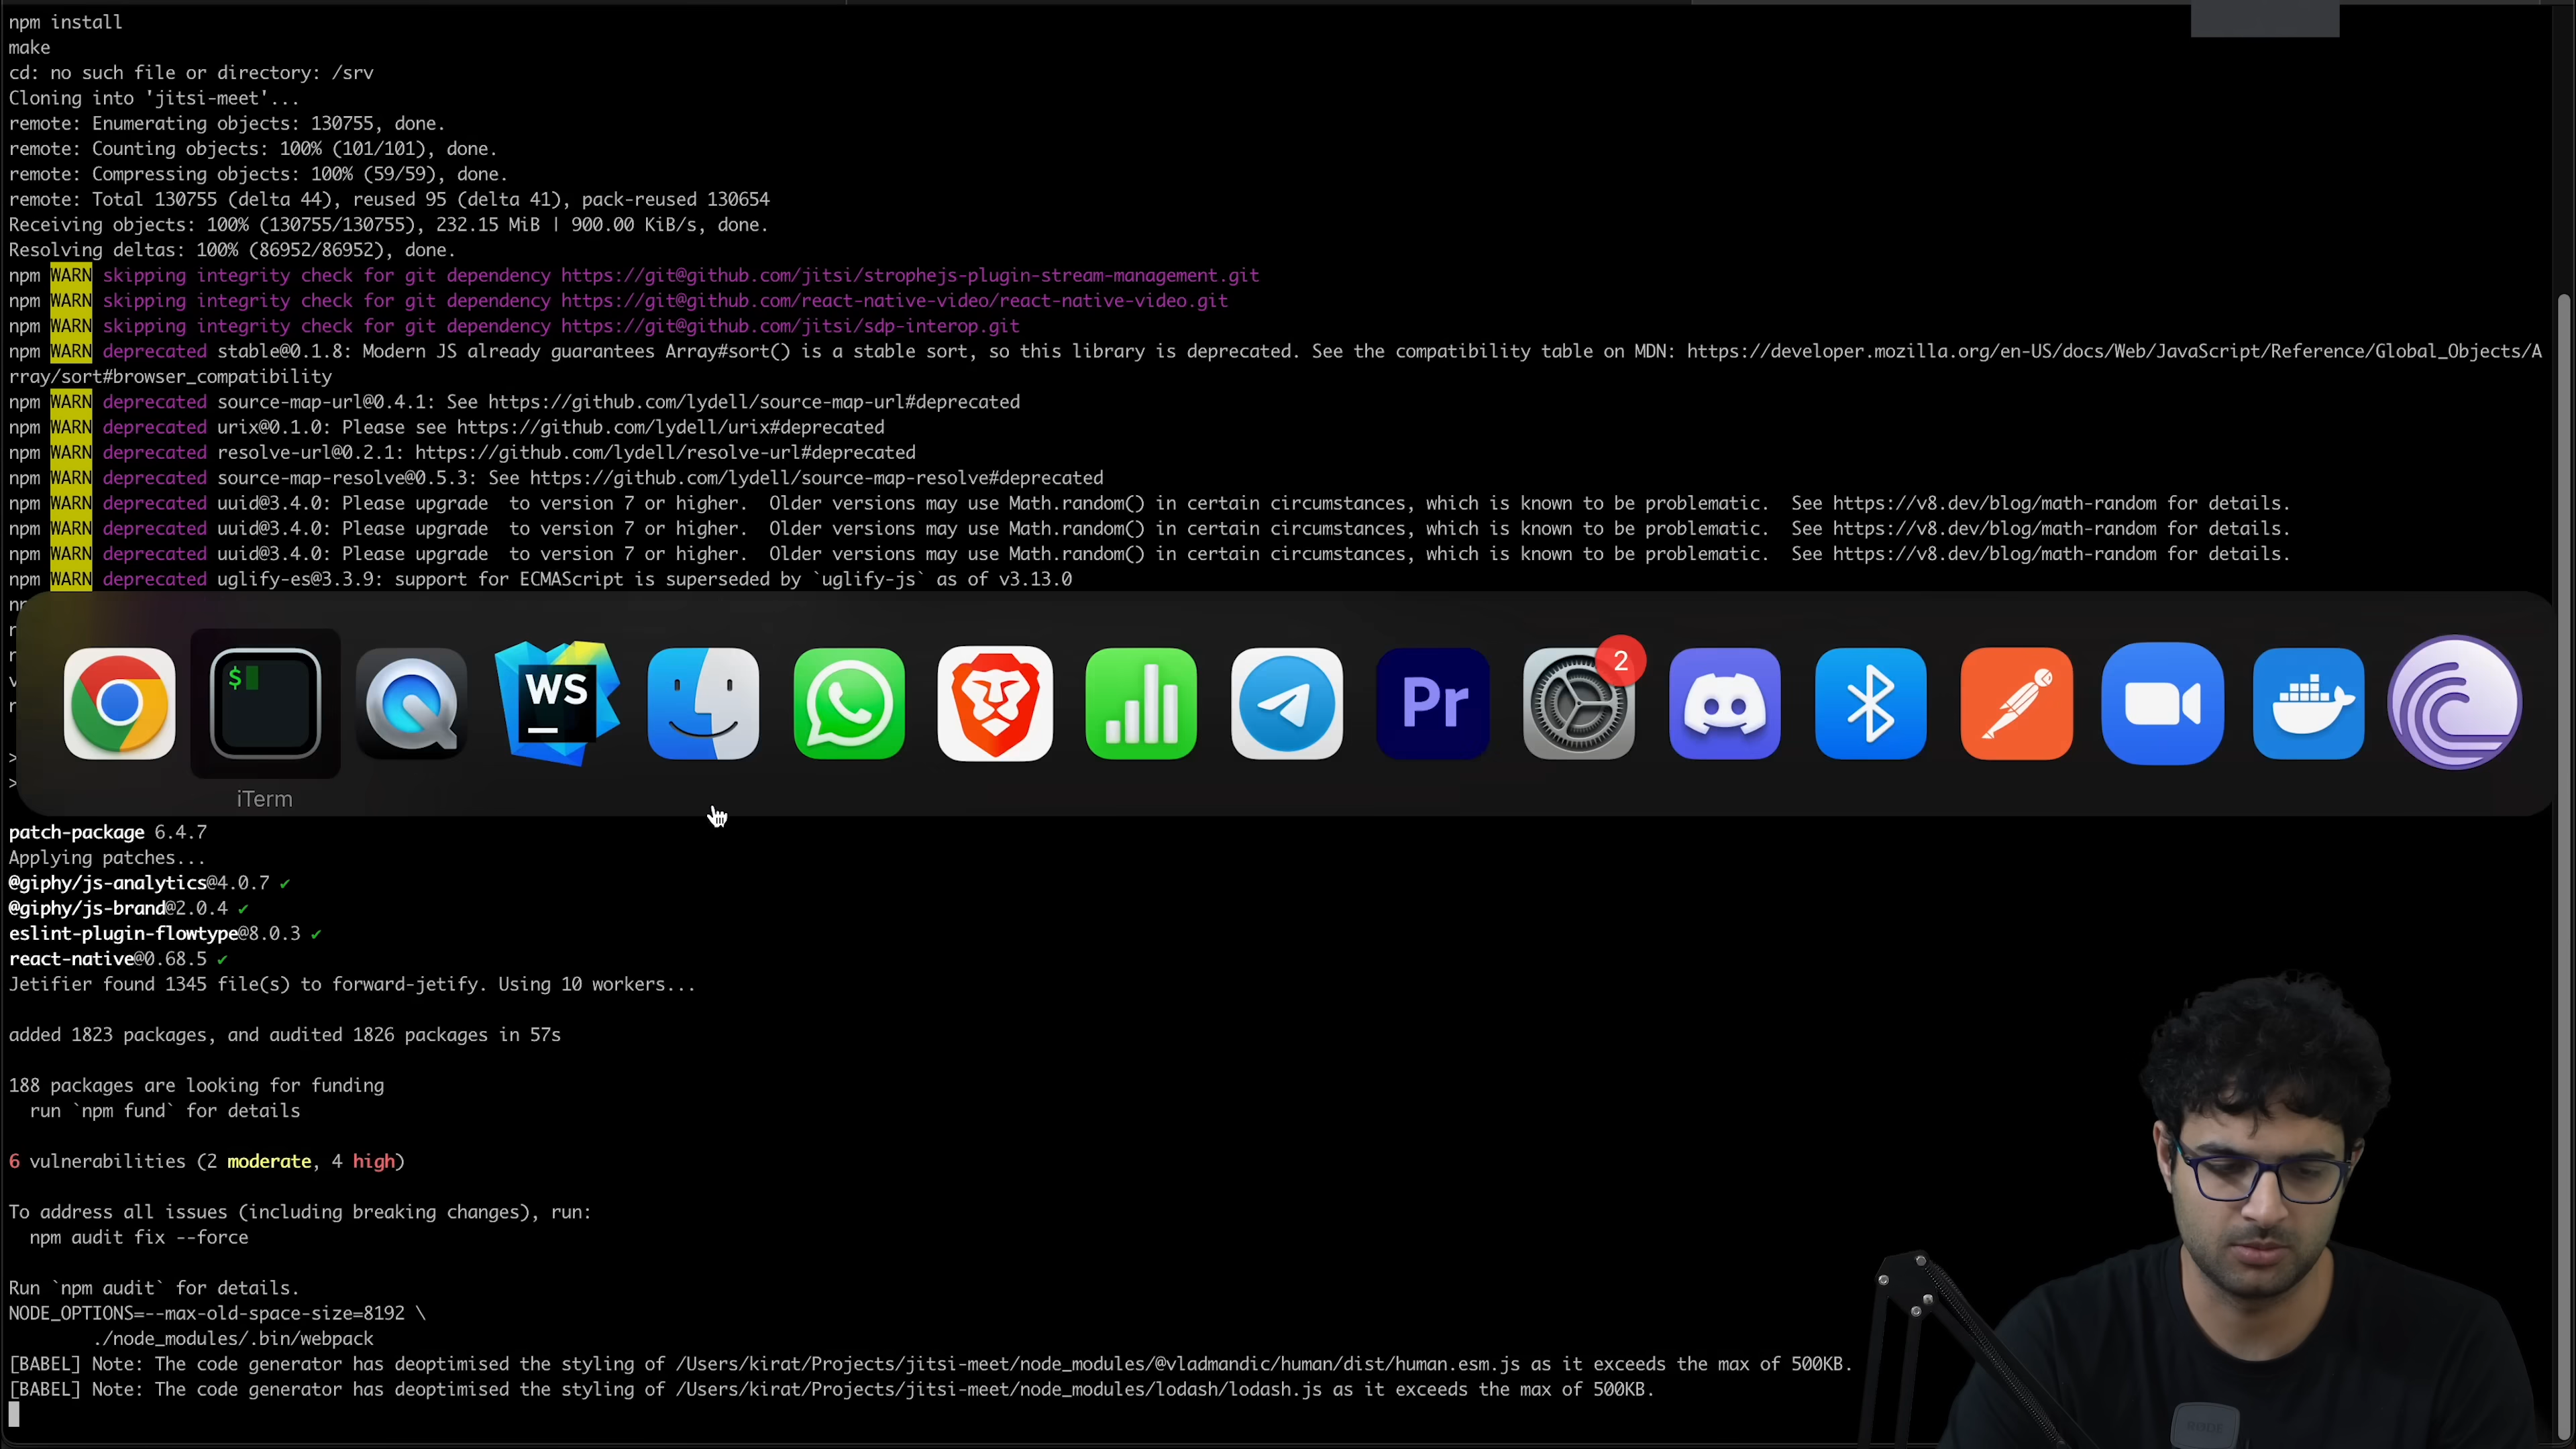 npm install
make
cd: no such file or directory: /srv
Cloning into 'jitsi-meet'...
remote: Enumerating objects: 130755, done.
remote: Counting objects: 100% (101/101), done.
remote: Compressing objects: 100% (59/59), done.
remote: Total 130755 (delta 44), reused 95 (delta 41), pack-reused 130654
Receiving objects: 100% (130755/130755), 232.15 MiB | 900.00 KiB/s, done.
Resolving deltas: 100% (86952/86952), done.
npm WARN skipping integrity check for git dependency https://git@github.com/jitsi/strophejs-plugin-stream-management.git
npm WARN skipping integrity check for git dependency https://git@github.com/react-native-video/react-native-video.git
npm WARN skipping integrity check for git dependency https://git@github.com/jitsi/sdp-interop.git
npm WARN deprecated stable@0.1.8: Modern JS already guarantees Array#sort() is a stable sort, so this library is deprecated. See the compatibility table on MDN: https://developer.mozilla.org/en-US/docs/Web/JavaScript/Reference/Global_Objects/A
rray/sort#browser_compatibility
npm WARN deprecated source-map-url@0.4.1: See https://github.com/lydell/source-map-url#deprecated
npm WARN deprecated urix@0.1.0: Please see https://github.com/lydell/urix#deprecated
npm WARN deprecated resolve-url@0.2.1: https://github.com/lydell/resolve-url#deprecated
npm WARN deprecated source-map-resolve@0.5.3: See https://github.com/lydell/source-map-resolve#deprecated
npm WARN deprecated uuid@3.4.0: Please upgrade  to version 7 or higher.  Older versions may use Math.random() in certain circumstances, which is known to be problematic.  See https://v8.dev/blog/math-random for details.
npm WARN deprecated uuid@3.4.0: Please upgrade  to version 7 or higher.  Older versions may use Math.random() in certain circumstances, which is known to be problematic.  See https://v8.dev/blog/math-random for details.
npm WARN deprecated uuid@3.4.0: Please upgrade  to version 7 or higher.  Older versions may use Math.random() in certain circumstances, which is known to be problematic.  See https://v8.dev/blog/math-random for details.
npm WARN deprecated uglify-es@3.3.9: support for ECMAScript is superseded by `uglify-js` as of v3.13.0
$ WS Pr 2
iTerm
patch-package 6.4.7
Applying patches...
@giphy/js-analytics@4.0.7 ✔
@giphy/js-brand@2.0.4 ✔
eslint-plugin-flowtype@8.0.3 ✔
react-native@0.68.5 ✔
Jetifier found 1345 file(s) to forward-jetify. Using 10 workers...
added 1823 packages, and audited 1826 packages in 57s
188 packages are looking for funding
run `npm fund` for details
6 vulnerabilities (2 moderate, 4 high)
To address all issues (including breaking changes), run:
npm audit fix --force
Run `npm audit` for details.
NODE_OPTIONS=--max-old-space-size=8192 \
./node_modules/.bin/webpack
[BABEL] Note: The code generator has deoptimised the styling of /Users/kirat/Projects/jitsi-meet/node_modules/@vladmandic/human/dist/human.esm.js as it exceeds the max of 500KB.
[BABEL] Note: The code generator has deoptimised the styling of /Users/kirat/Projects/jitsi-meet/node_modules/lodash/lodash.js as it exceeds the max of 500KB.